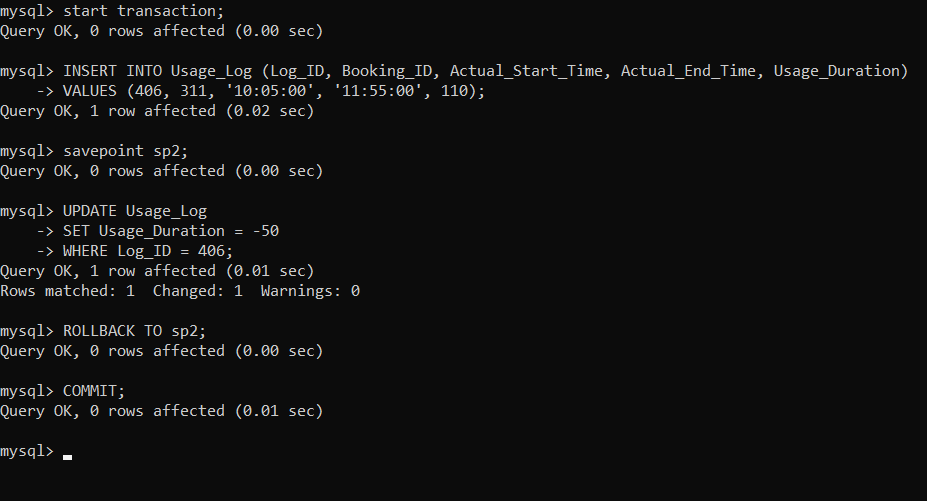 mysql> start transaction;
Query OK, 0 rows affected (0.00 sec)
mysql> INSERT INTO Usage_Log (Log_ID, Booking_ID, Actual_Start_Time, Actual_End_Time, Usage_Duration)
    -> VALUES (406, 311, '10:05:00', '11:55:00', 110);
Query OK, 1 row affected (0.02 sec)
mysql> savepoint sp2;
Query OK, 0 rows affected (0.00 sec)
mysql> UPDATE Usage_Log
    -> SET Usage_Duration = -50
    -> WHERE Log_ID = 406;
Query OK, 1 row affected (0.01 sec)
Rows matched: 1  Changed: 1  Warnings: 0
mysql> ROLLBACK TO sp2;
Query OK, 0 rows affected (0.00 sec)
mysql> COMMIT;
Query OK, 0 rows affected (0.01 sec)
mysql>